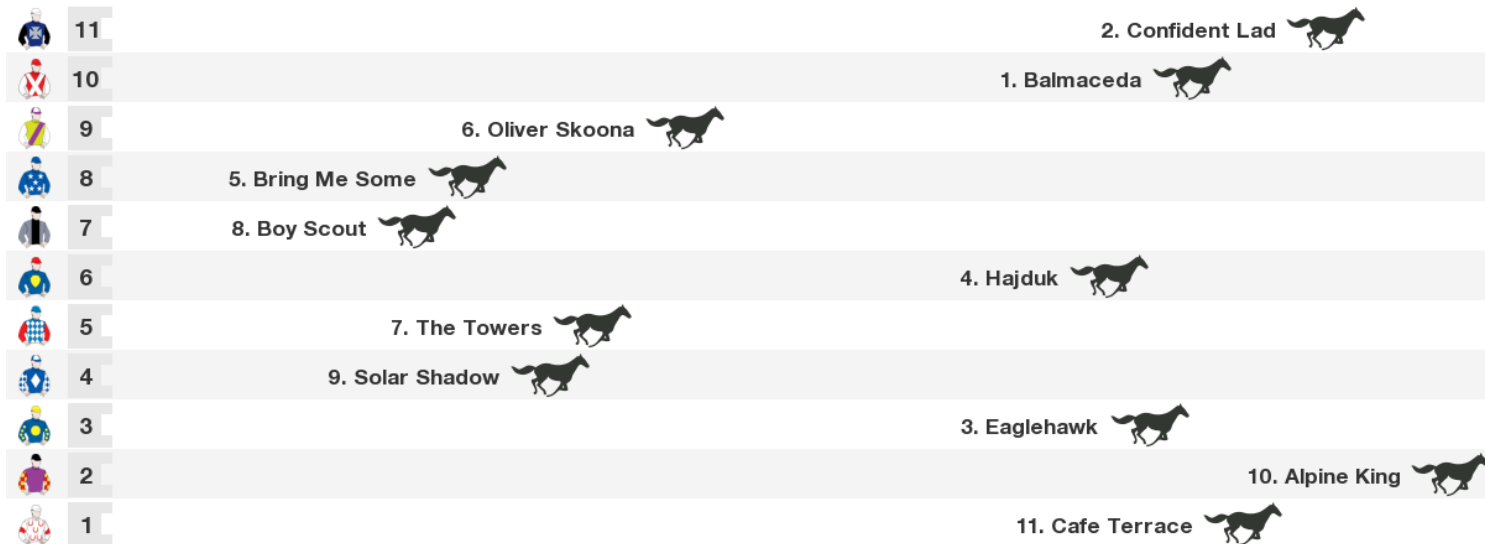 11 2. Confident Lad
10 1. Balmaceda
9 6. Oliver Skoona
8 5. Bring Me Some
7 8. Boy Scout
6 4. Hajduk
5 7. The Towers
4 9. Solar Shadow
3 3. Eaglehawk
2 10. Alpine King
1 11. Cafe Terrace